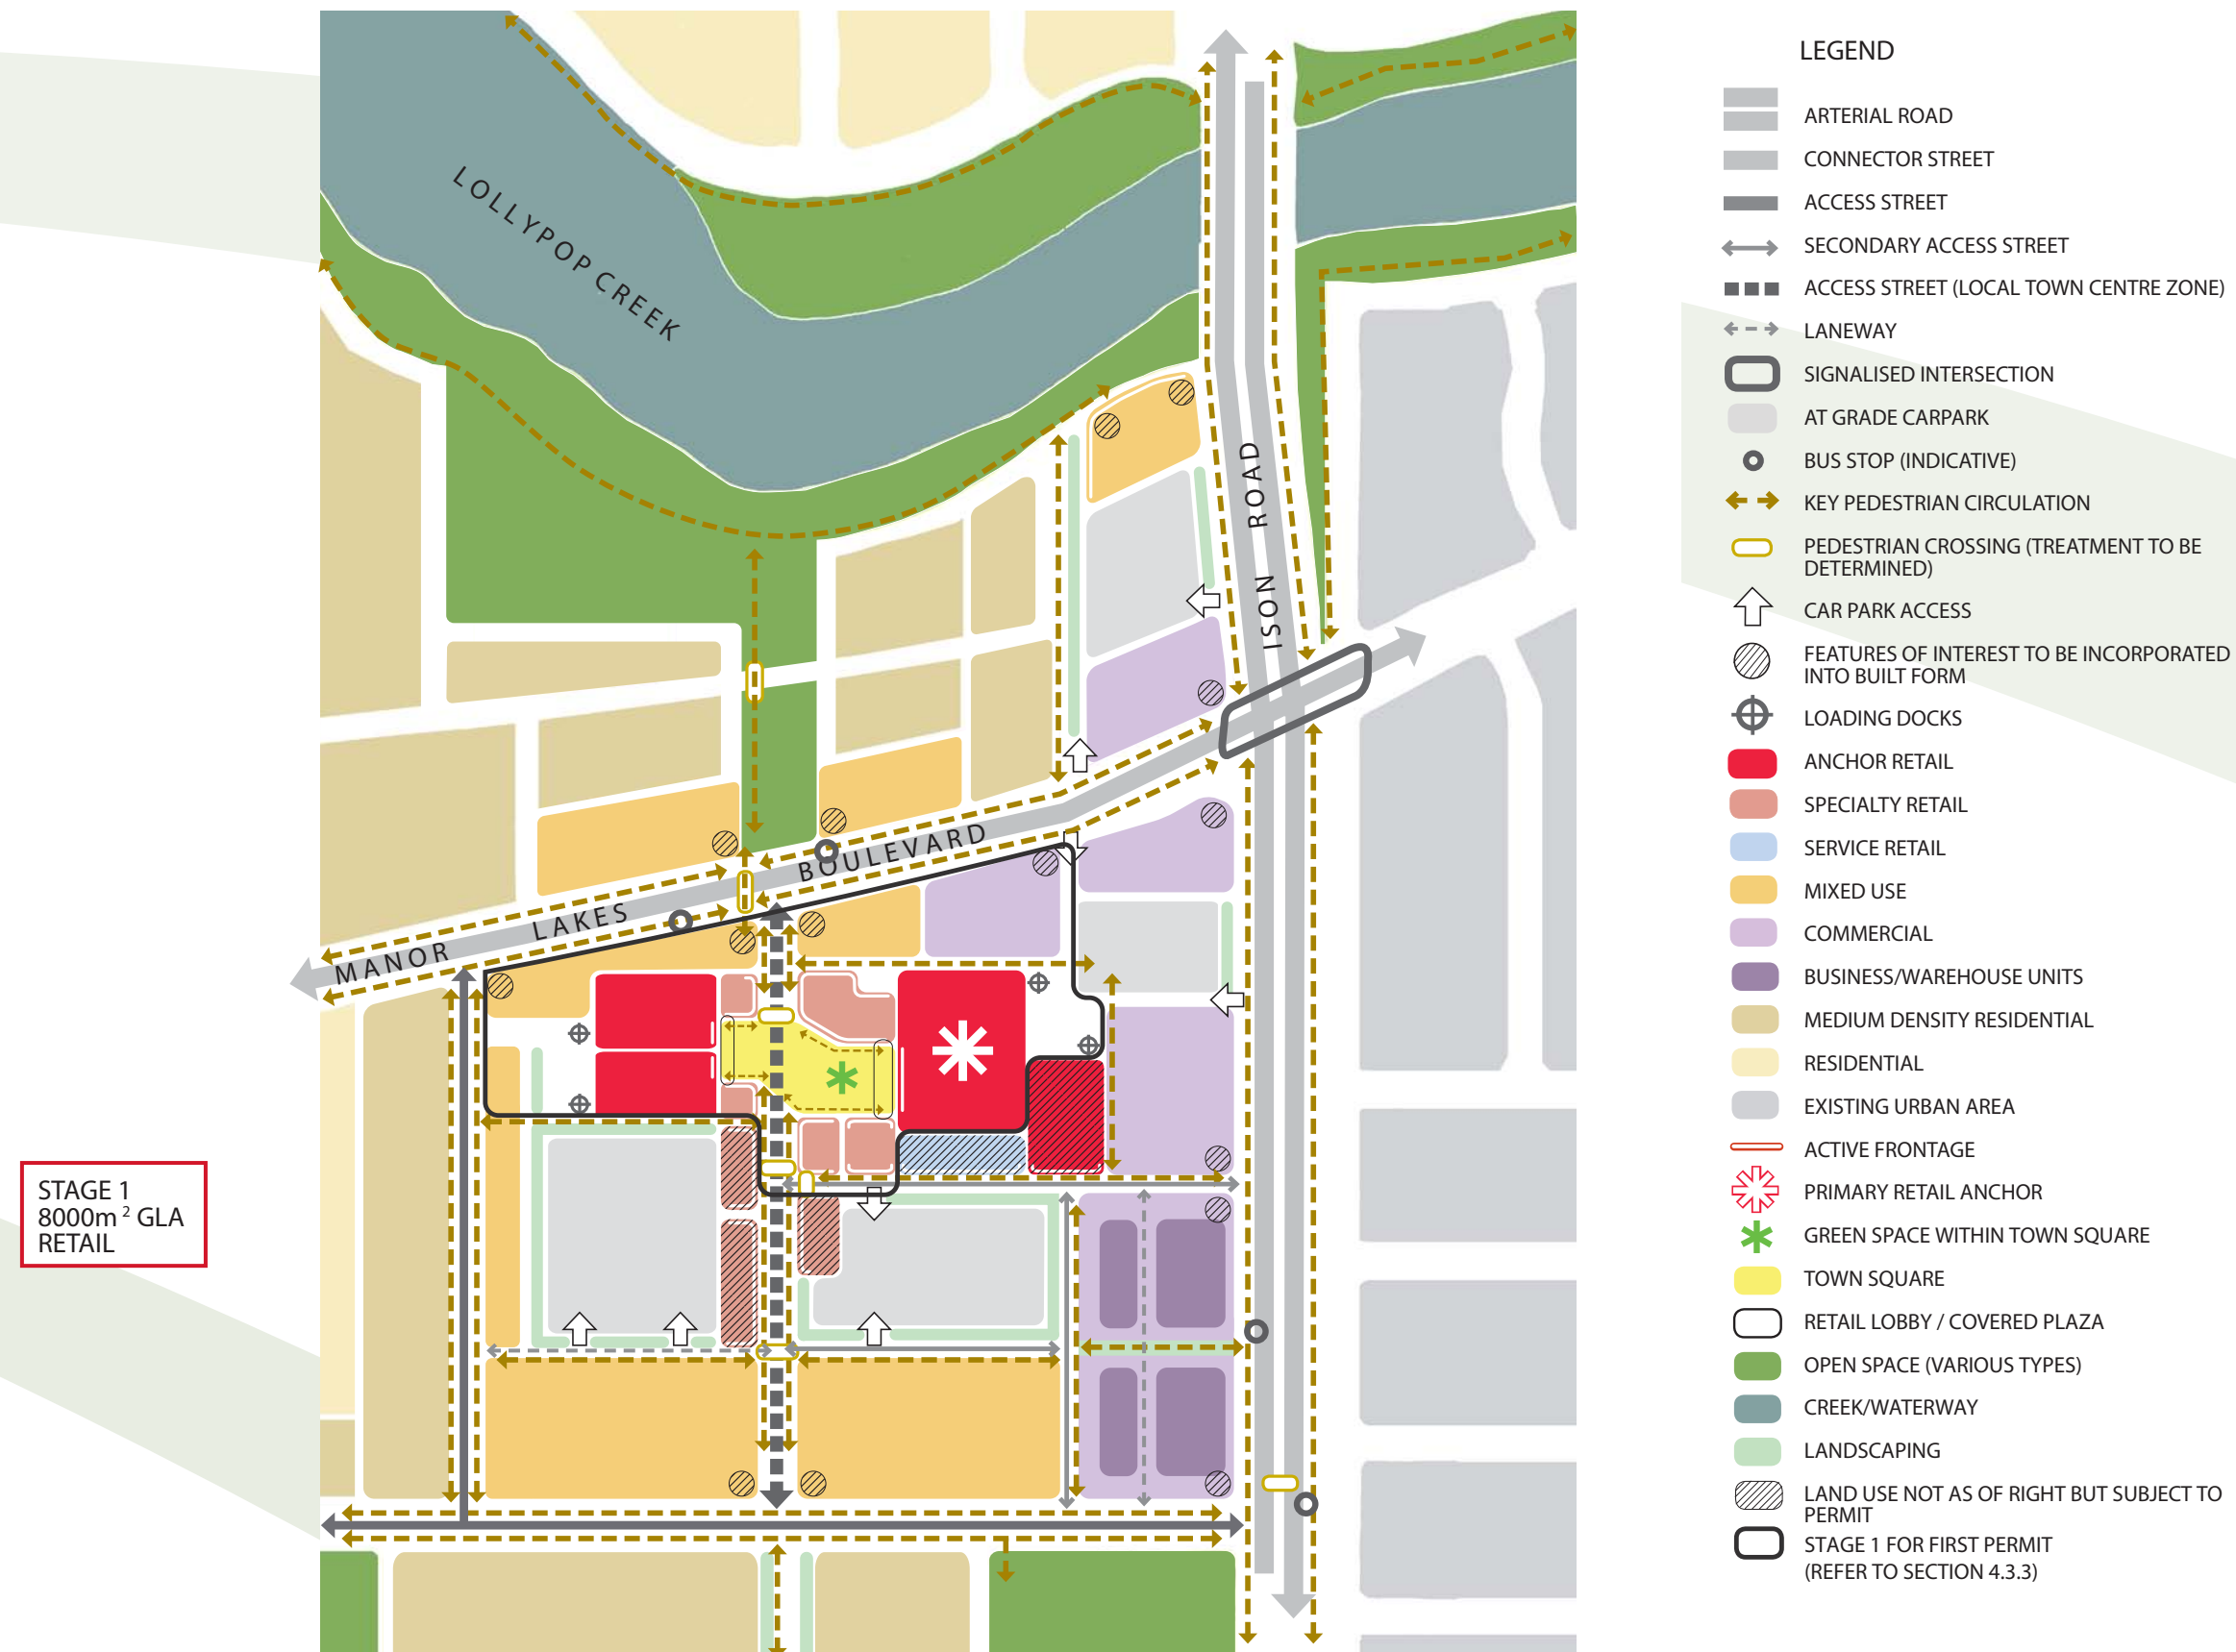 LOLLYPOP CREEK
ISON ROAD
MANOR LAKES BOULEVARD
STAGE 1
8000m² GLA
RETAIL
LEGEND
ARTERIAL ROAD
CONNECTOR STREET
ACCESS STREET
SECONDARY ACCESS STREET
ACCESS STREET (LOCAL TOWN CENTRE ZONE)
LANEWAY
SIGNALISED INTERSECTION
AT GRADE CARPARK
BUS STOP (INDICATIVE)
KEY PEDESTRIAN CIRCULATION
PEDESTRIAN CROSSING (TREATMENT TO BE
DETERMINED)
CAR PARK ACCESS
FEATURES OF INTEREST TO BE INCORPORATED
INTO BUILT FORM
LOADING DOCKS
ANCHOR RETAIL
SPECIALTY RETAIL
SERVICE RETAIL
MIXED USE
COMMERCIAL
BUSINESS/WAREHOUSE UNITS
MEDIUM DENSITY RESIDENTIAL
RESIDENTIAL
EXISTING URBAN AREA
ACTIVE FRONTAGE
PRIMARY RETAIL ANCHOR
GREEN SPACE WITHIN TOWN SQUARE
TOWN SQUARE
RETAIL LOBBY / COVERED PLAZA
OPEN SPACE (VARIOUS TYPES)
CREEK/WATERWAY
LANDSCAPING
LAND USE NOT AS OF RIGHT BUT SUBJECT TO
PERMIT
STAGE 1 FOR FIRST PERMIT
(REFER TO SECTION 4.3.3)